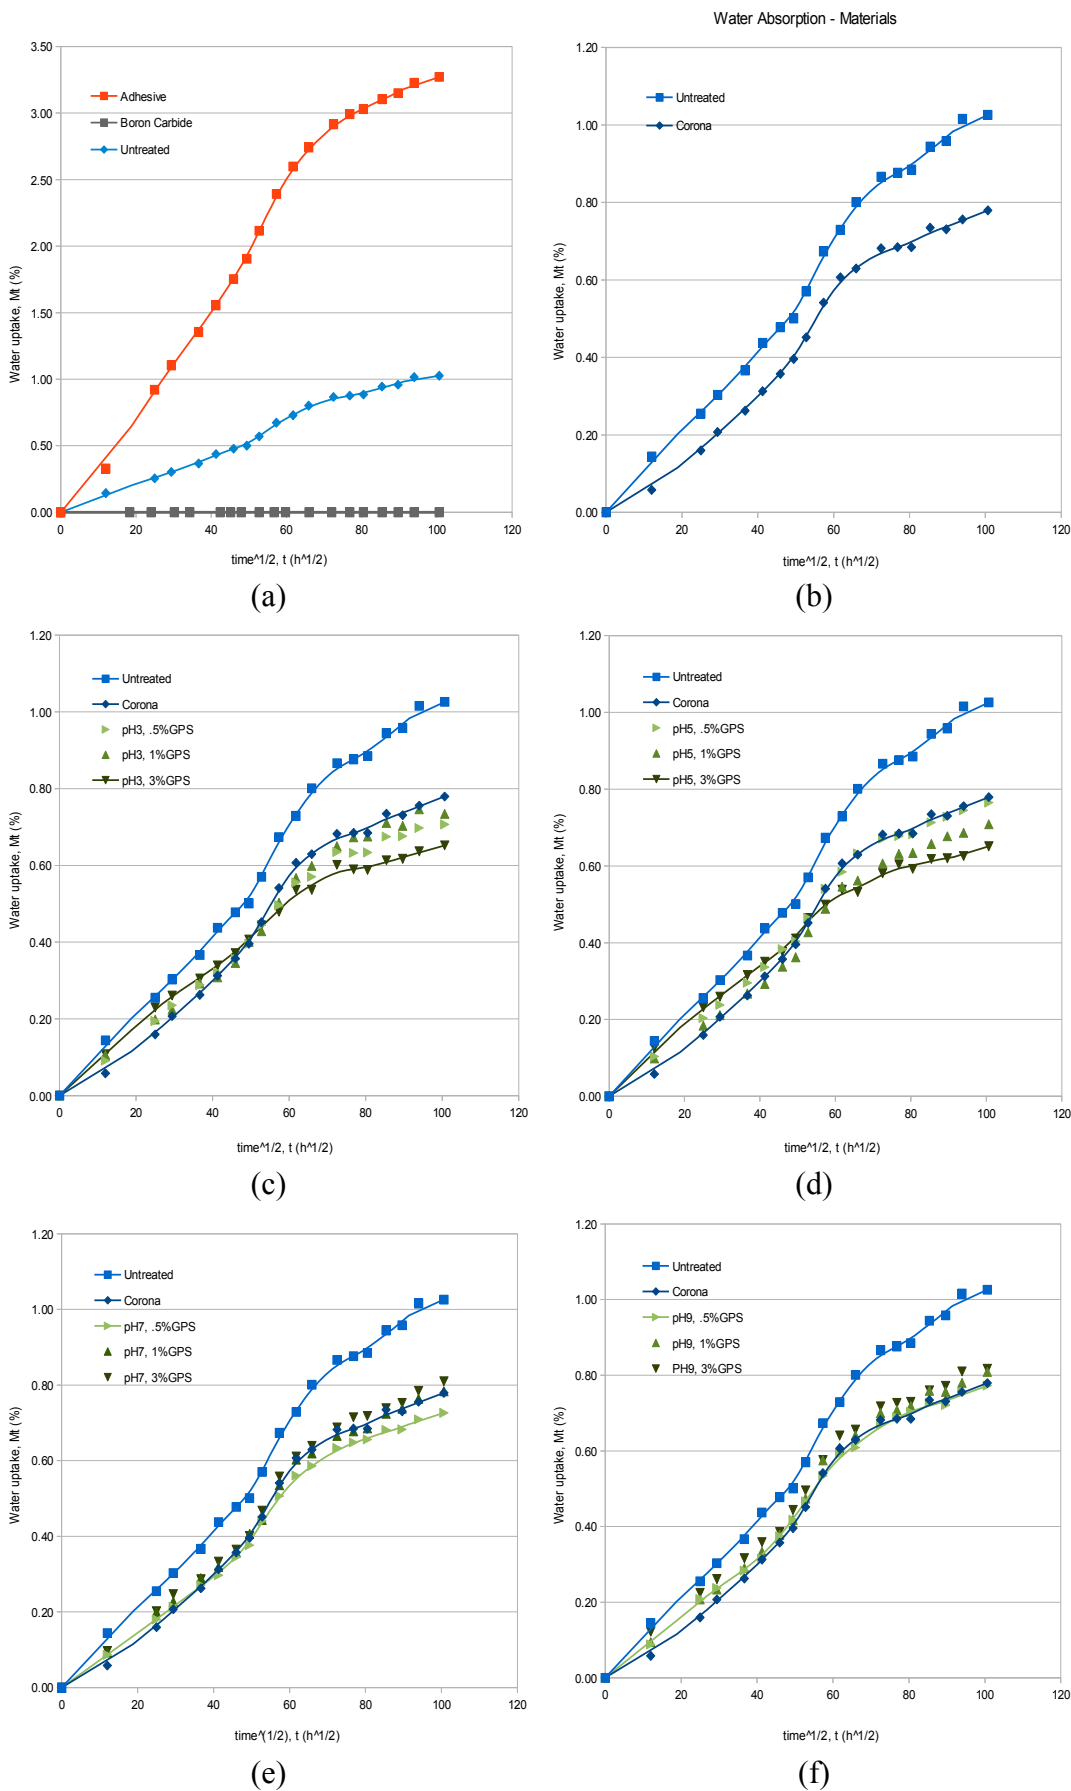 Water Absorption - Materials
3.50
3.00
2.50
2.00
1.50
1.00
0.50
0.00
0 20 40 60 80 100 120
Adhesive
Boron Carbide
Untreated
Water uptake, Mt (%)
time^1/2, t (h^1/2)
(a)
1.20
1.00
0.80
0.60
0.40
0.20
0.00
0 20 40 60 80 100 120
Untreated
Corona
Water uptake, Mt (%)
time^1/2, t (h^1/2)
(b)
1.20
1.00
0.80
0.60
0.40
0.20
0.00
0 20 40 60 80 100 120
Untreated
Corona
pH3, .5%GPS
pH3, 1%GPS
pH3, 3%GPS
Water uptake, Mt (%)
time^1/2, t (h^1/2)
(c)
1.20
1.00
0.80
0.60
0.40
0.20
0.00
0 20 40 60 80 100 120
Untreated
Corona
pH5, .5%GPS
pH5, 1%GPS
pH5, 3%GPS
Water uptake, Mt (%)
time^1/2, t (h^1/2)
(d)
1.20
1.00
0.80
0.60
0.40
0.20
0.00
0 20 40 60 80 100 120
Untreated
Corona
pH7, .5%GPS
pH7, 1%GPS
pH7, 3%GPS
Water uptake, Mt (%)
time^(1/2), t (h^1/2)
(e)
1.20
1.00
0.80
0.60
0.40
0.20
0.00
0 20 40 60 80 100 120
Untreated
Corona
pH9, .5%GPS
pH9, 1%GPS
PH9, 3%GPS
Water uptake, Mt (%)
time^1/2, t (h^1/2)
(f)